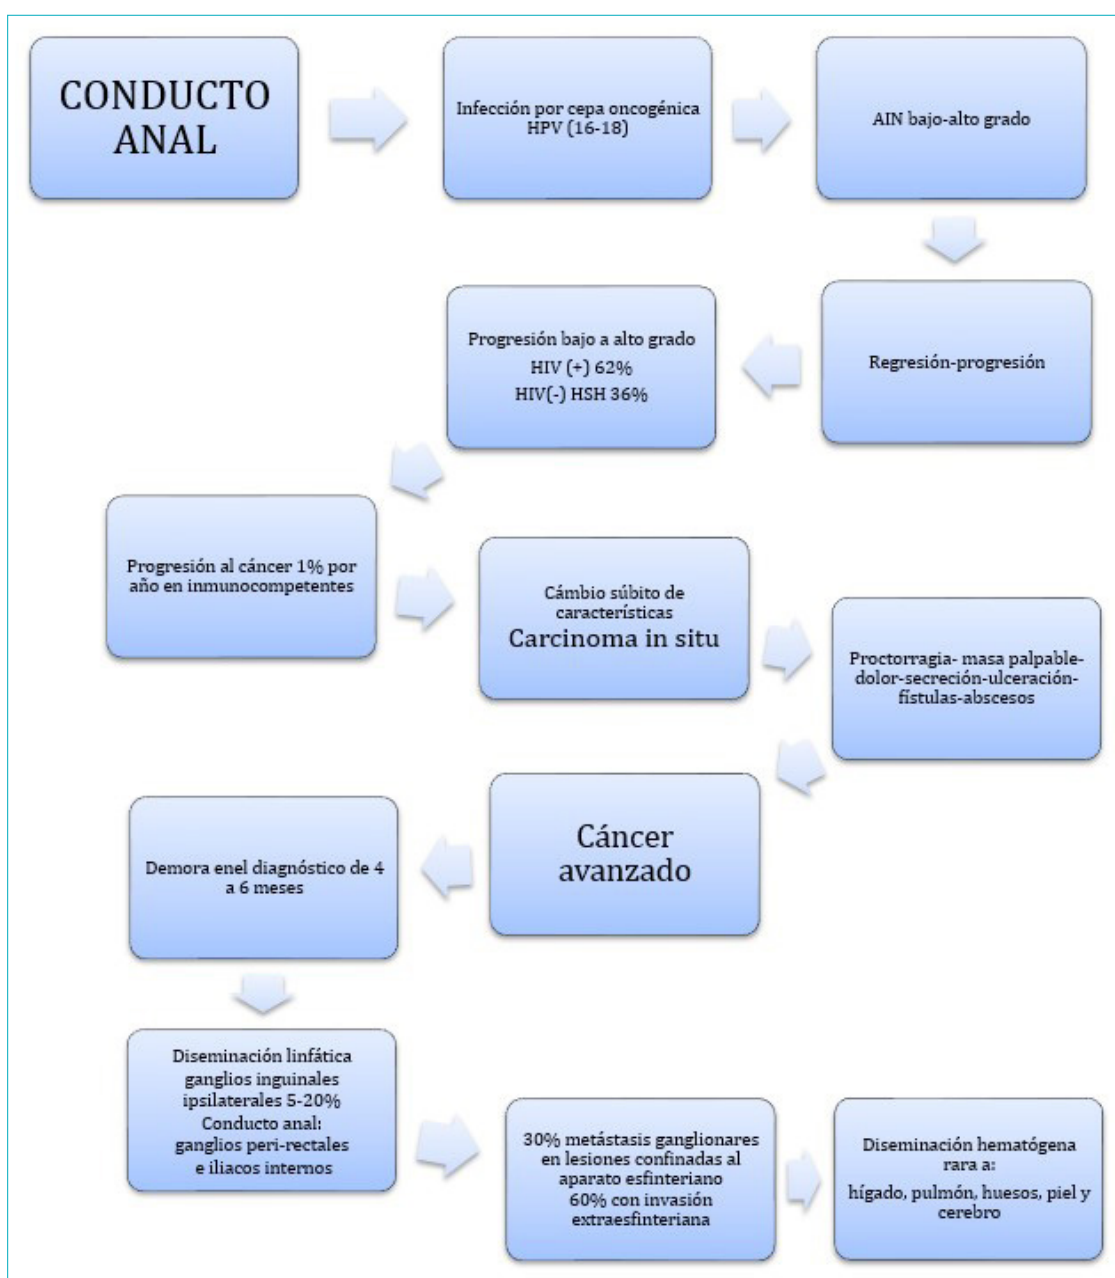 CONDUCTO
ANAL
Infección por cepa oncogénica
HPV (16-18)
AIN bajo-alto grado
Regresión-progresión
Progresión bajo a alto grado
HIV (+) 62%
HIV(-) HSH 36%
Progresión al cáncer 1% por
año en inmunocompetentes
Cámbio súbito de
características
Carcinoma in situ
Proctorragia- masa palpable-
dolor-secreción-ulceración-
fístulas-abscesos
Cáncer
avanzado
Demora enel diagnóstico de 4
a 6 meses
Diseminación linfática
ganglios inguinales
ipsilaterales 5-20%
Conducto anal:
ganglios peri-rectales
e iliacos internos
30% metástasis ganglionares
en lesiones confinadas al
aparato esfinteriano
60% con invasión
extraesfinteriana
Diseminación hematógena
rara a:
hígado, pulmón, huesos, piel y
cerebro